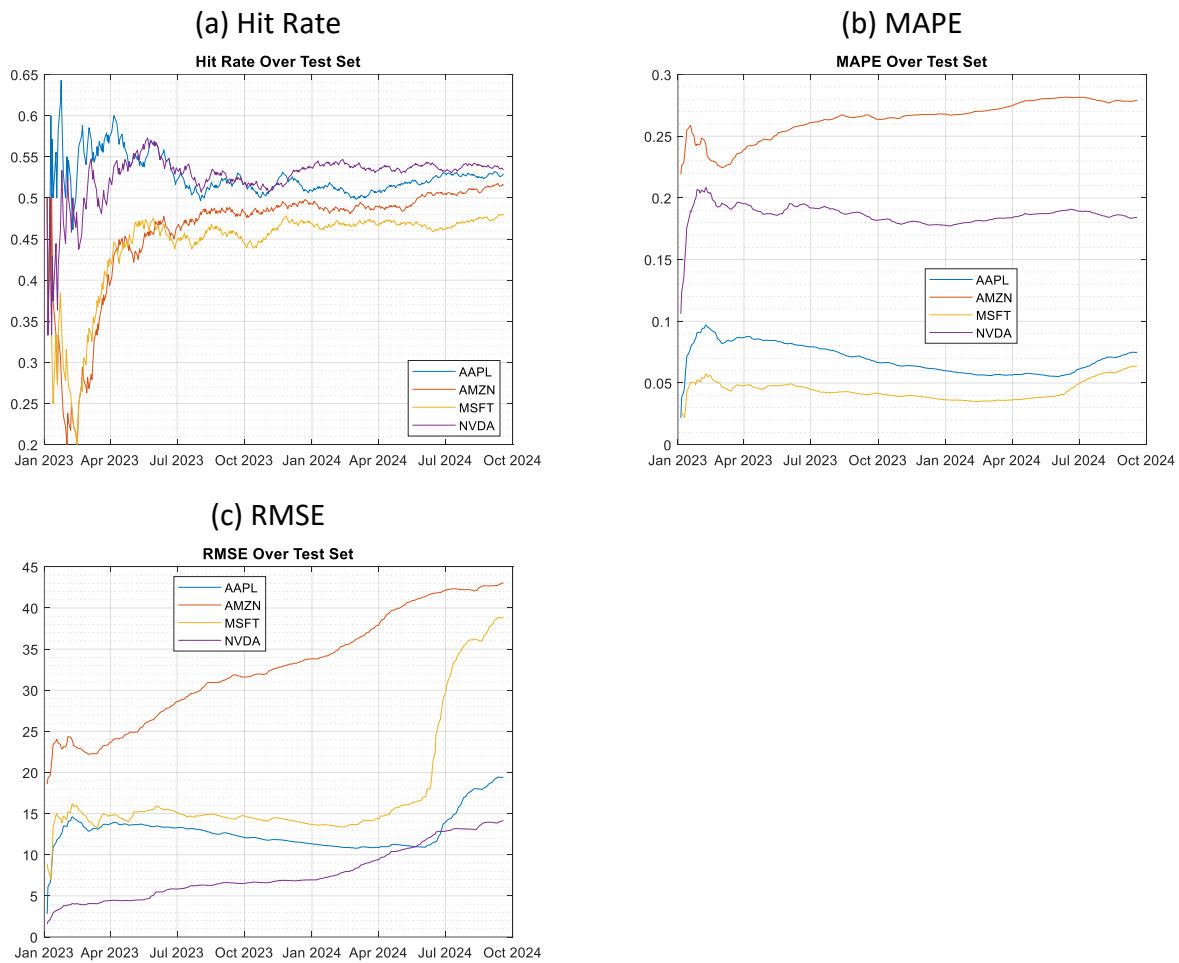 (a) Hit Rate
Hit Rate Over Test Set
0.65
0.6
0.55
0.5
0.45
0.4
0.35
0.3
0.25
0.2
Jan 2023 Apr 2023 Jul 2023 Oct 2023 Jan 2024 Apr 2024 Jul 2024 Oct 2024
AAPL
AMZN
MSFT
NVDA
(b) MAPE
MAPE Over Test Set
0.3
0.25
0.2
0.15
0.1
0.05
0
Jan 2023 Apr 2023 Jul 2023 Oct 2023 Jan 2024 Apr 2024 Jul 2024 Oct 2024
AAPL
AMZN
MSFT
NVDA
(c) RMSE
RMSE Over Test Set
45
40
35
30
25
20
15
10
5
0
Jan 2023 Apr 2023 Jul 2023 Oct 2023 Jan 2024 Apr 2024 Jul 2024 Oct 2024
AAPL
AMZN
MSFT
NVDA